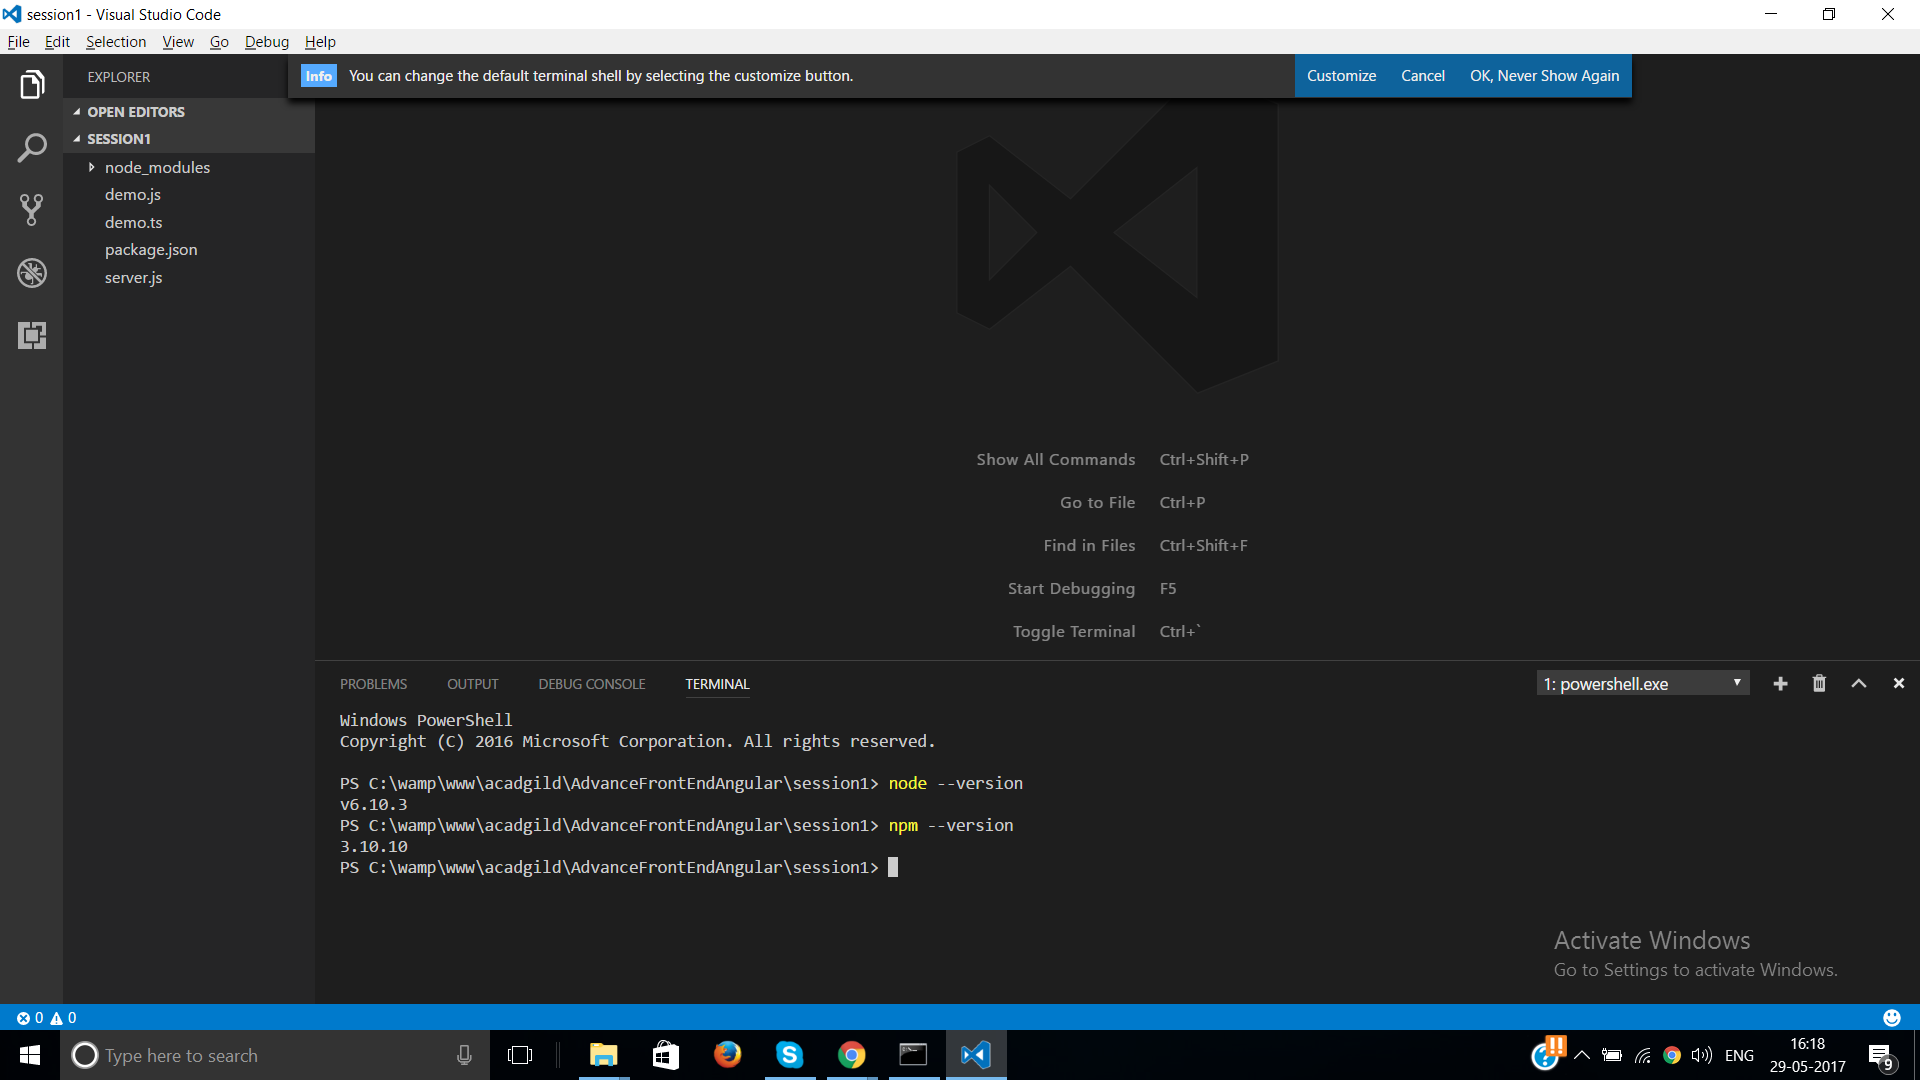 session1 - Visual Studio Code
File Edit Selection View Go Debug Help
EXPLORER
Info You can change the default terminal shell by selecting the customize button. Customize Cancel OK, Never Show Again
OPEN EDITORS
SESSION1
node_modules
demo.js
demo.ts
package.json
server.js
Show All Commands Ctrl+Shift+P
Go to File Ctrl+P
Find in Files Ctrl+Shift+F
Start Debugging F5
Toggle Terminal Ctrl+`
PROBLEMS OUTPUT DEBUG CONSOLE TERMINAL 1: powershell.exe
Windows PowerShell
Copyright (C) 2016 Microsoft Corporation. All rights reserved.
PS C:\wamp\www\acadgild\AdvanceFrontEndAngular\session1> node --version
v6.10.3
PS C:\wamp\www\acadgild\AdvanceFrontEndAngular\session1> npm --version
3.10.10
PS C:\wamp\www\acadgild\AdvanceFrontEndAngular\session1>
Activate Windows
Go to Settings to activate Windows.
0 0
Type here to search
ENG
16:18
29-05-2017
9